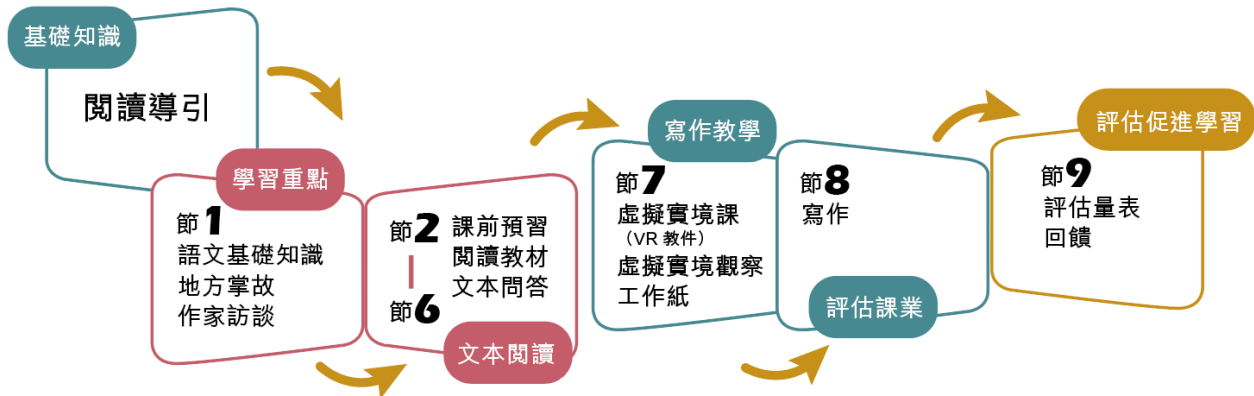 基礎知識
閱讀導引
學習重點
節1
語文基礎知識
地方掌故
作家訪談
節2
節6
課前預習
閱讀教材
文本問答
文本閱讀
寫作教學
節7
虛擬實境課
（VR 教件）
虛擬實境觀察
工作紙
節8
寫作
評估課業
評估促進學習
節9
評估量表
回饋